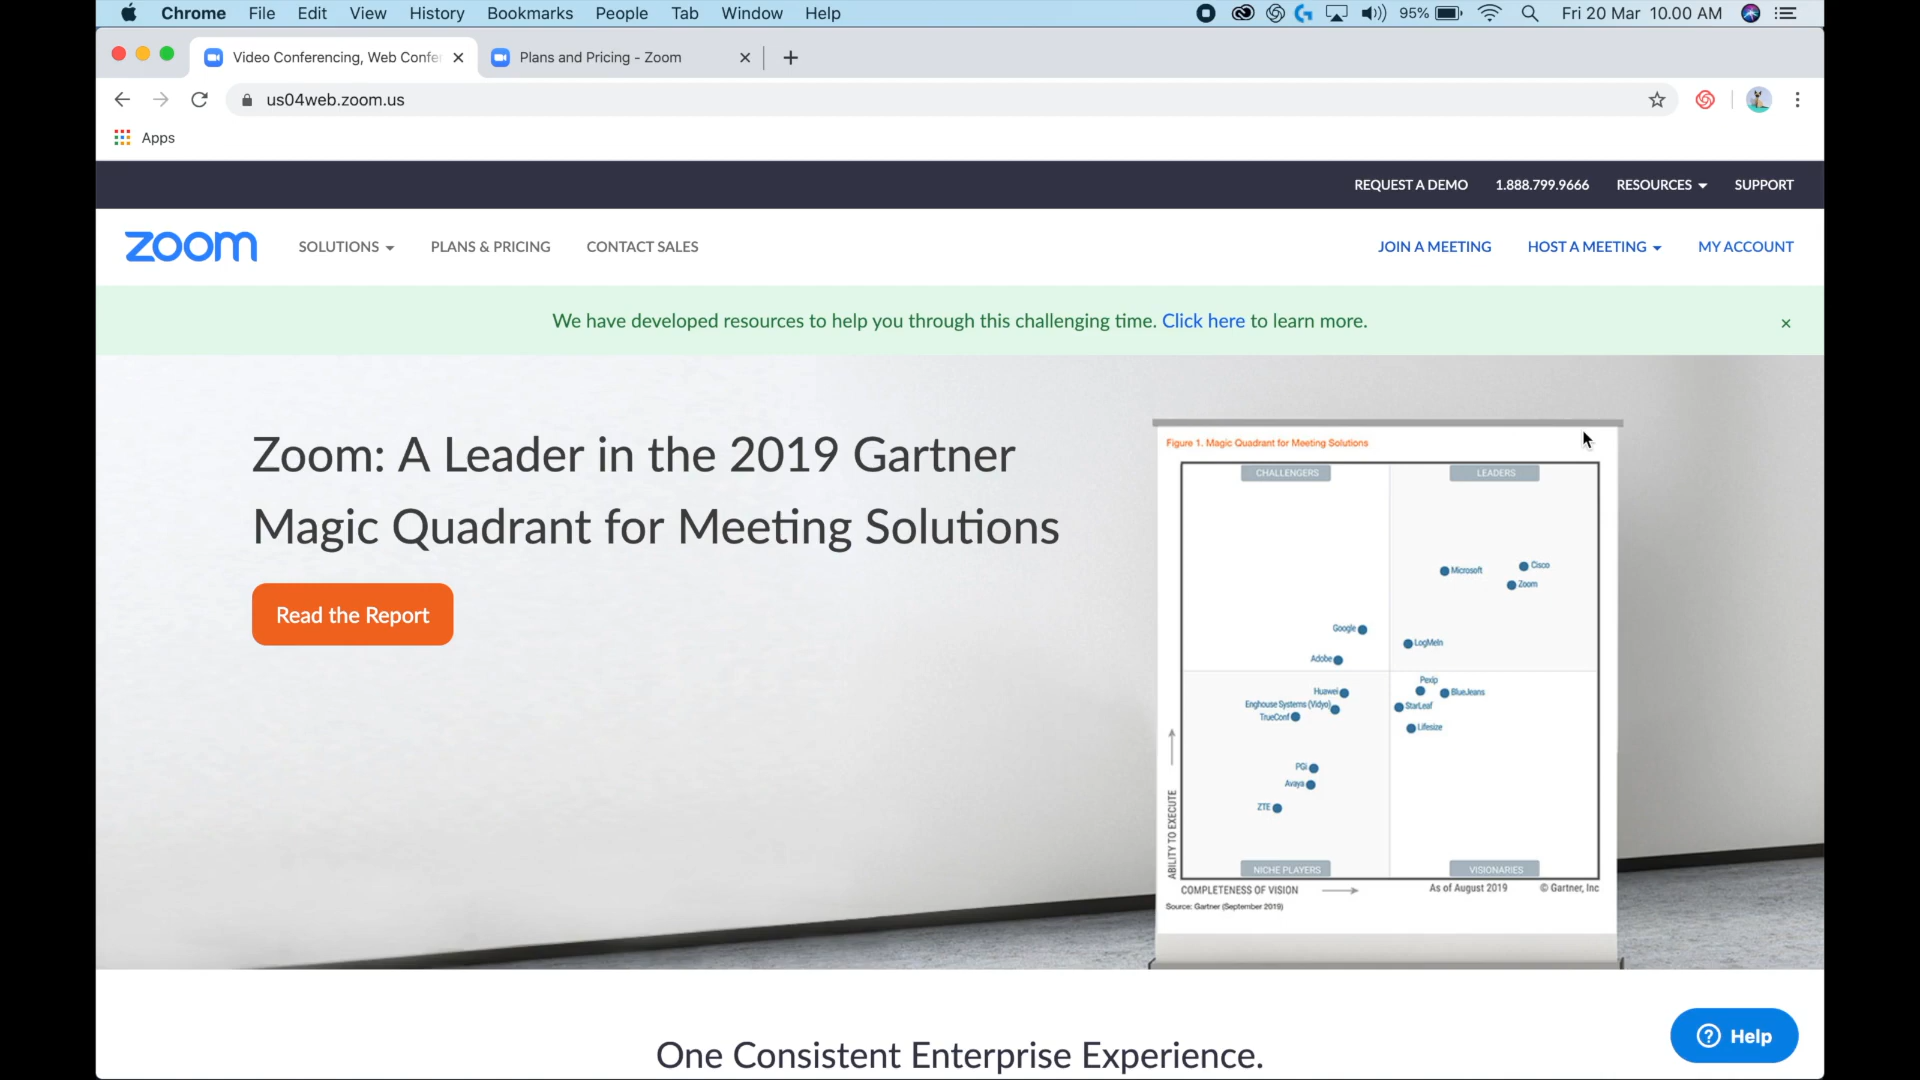 Chrome File Edit View History Bookmarks People Tab Window Help 95% Fri 20 Mar 10.00 AM
Video Conferencing, Web Confer
Plans and Pricing - Zoom
us04web.zoom.us
Apps
REQUEST A DEMO 1.888.799.9666 RESOURCES SUPPORT
zoom SOLUTIONS PLANS & PRICING CONTACT SALES JOIN A MEETING HOST A MEETING MY ACCOUNT
We have developed resources to help you through this challenging time. Click here to learn more.
Zoom: A Leader in the 2019 Gartner
Magic Quadrant for Meeting Solutions
Read the Report
Figure 1. Magic Quadrant for Meeting Solutions
CHALLENGERS LEADERS
Cisco
Microsoft
Zoom
Google
LogMeIn
Adobe
Pexip
Huawei BlueJeans
Enghouse Systems (Vidyo) StarLeaf
TrueConf
Lifesize
PGi
Avaya
ZTE
NICHE PLAYERS VISIONARIES
ABILITY TO EXECUTE
COMPLETENESS OF VISION As of August 2019 © Gartner, Inc
Source: Gartner (September 2019)
One Consistent Enterprise Experience.
Help